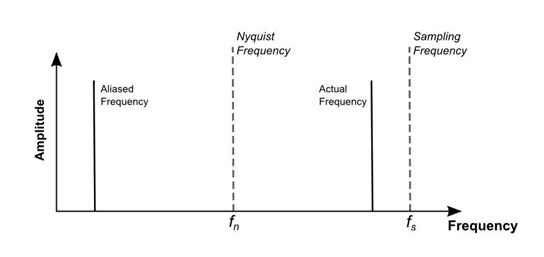 Nyquist
Frequency
Sampling
Frequency
Aliased
Frequency
Actual
Frequency
Amplitude
fn
fs
Frequency